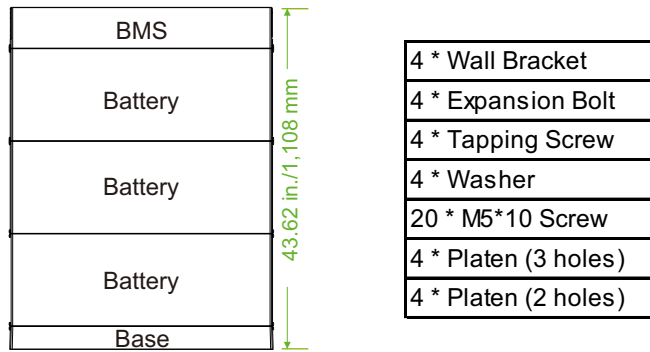 BMS
Battery
Battery
Battery
Base
43.62 in./1,108 mm
4 * Wall Bracket
4 * Expansion Bolt
4 * Tapping Screw
4 * Washer
20 * M5*10 Screw
4 * Platen (3 holes)
4 * Platen (2 holes)